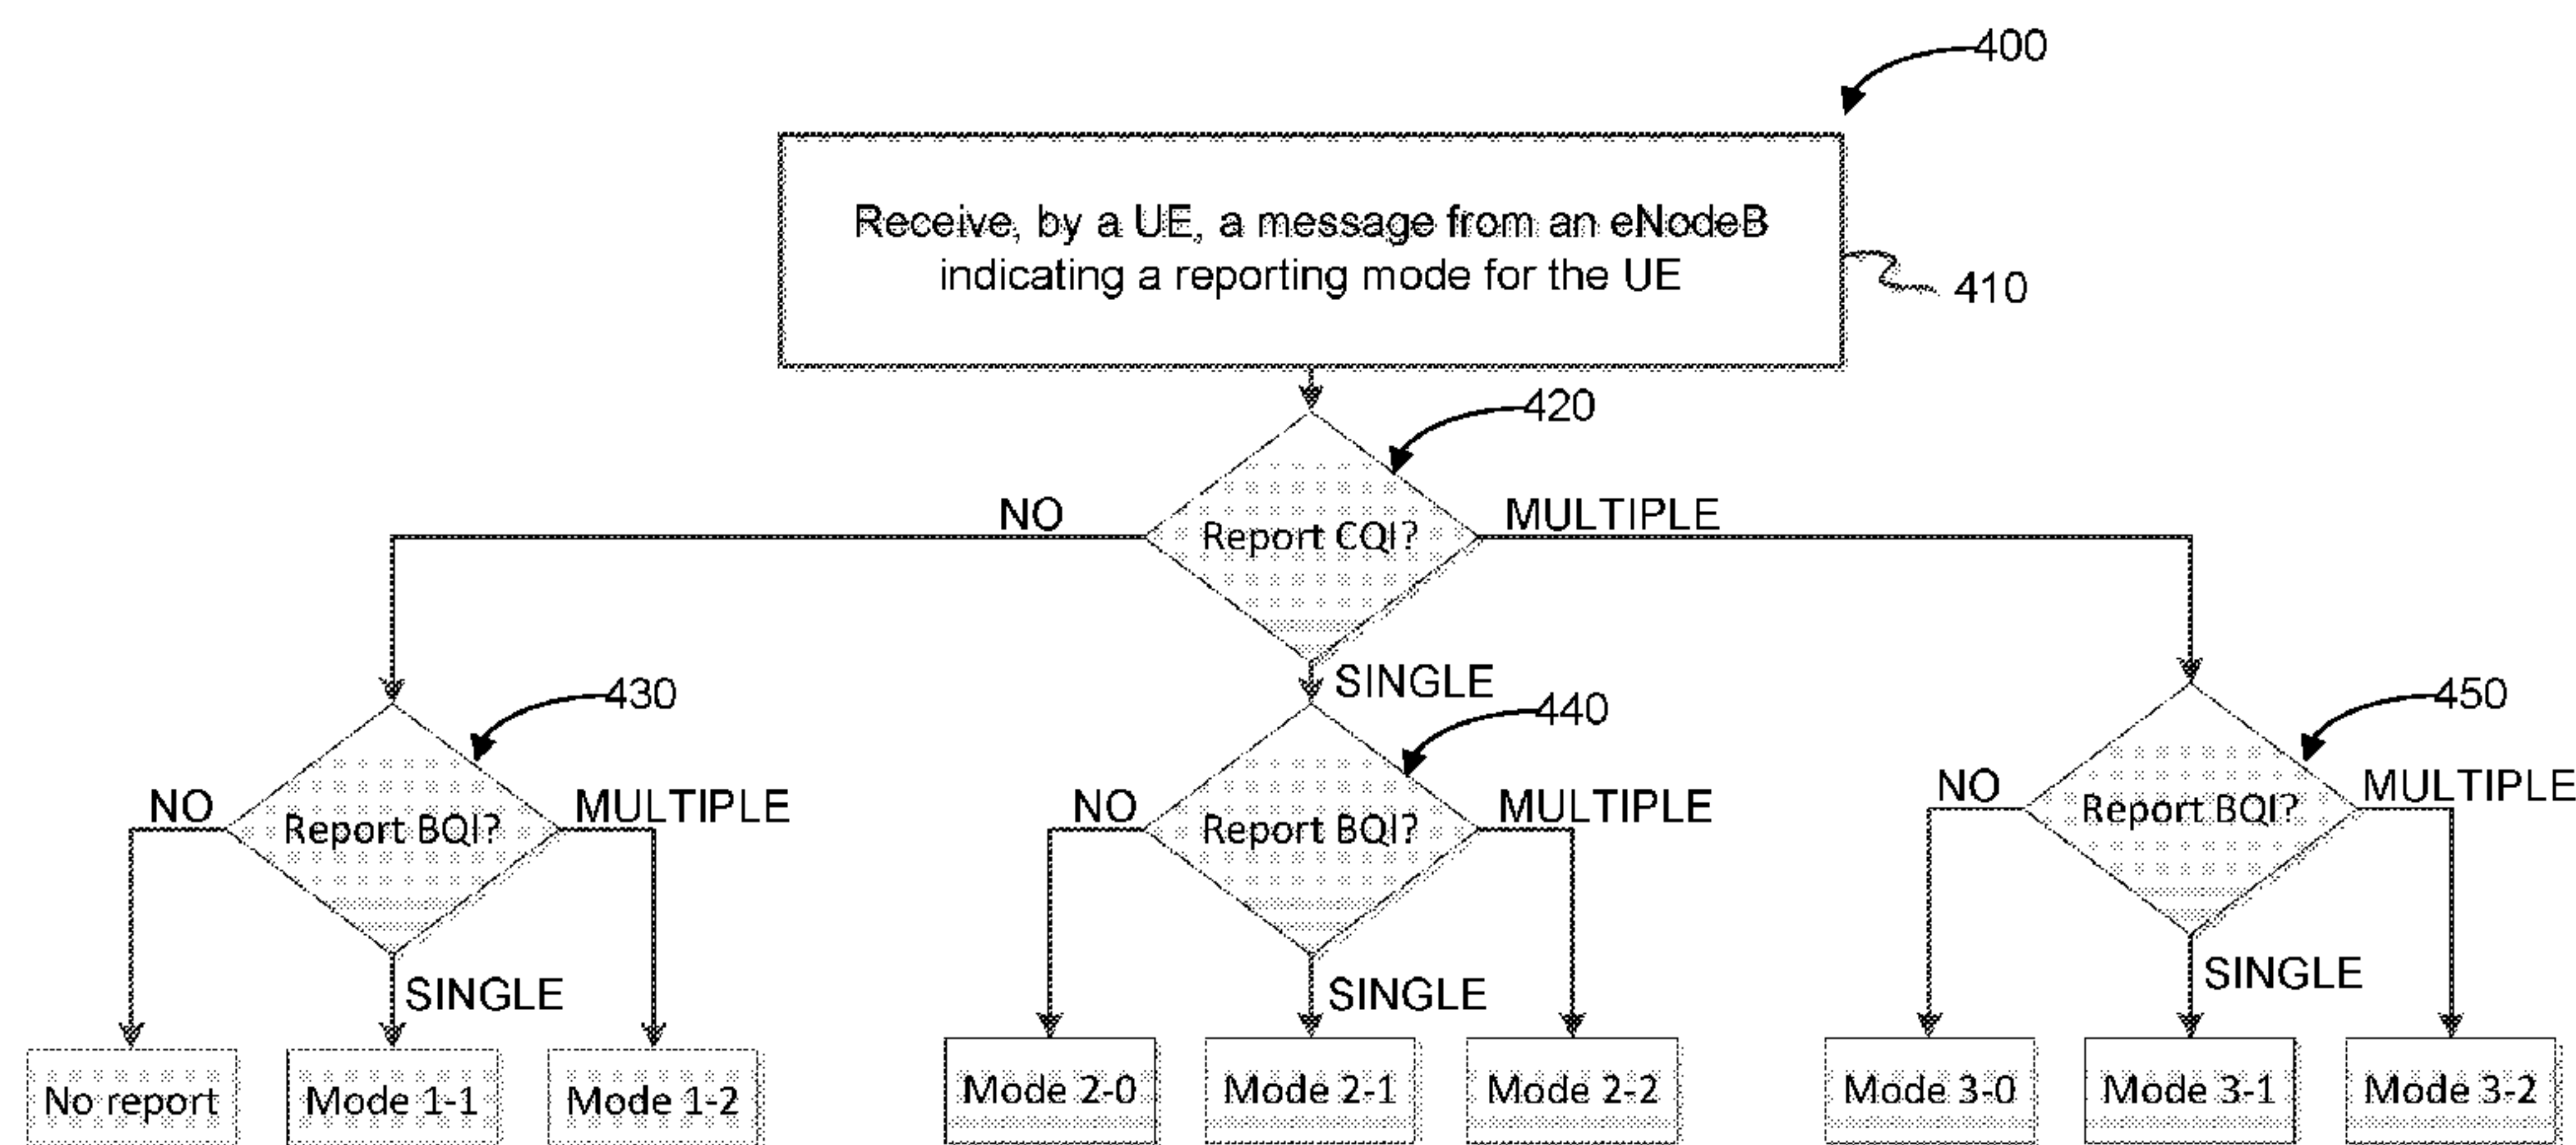 400
Receive, by a UE, a message from an eNodeB
indicating a reporting mode for the UE
410
420
NO
Report CQI?
MULTIPLE
SINGLE
430
NO
Report BQI?
MULTIPLE
SINGLE
440
NO
Report BQI?
MULTIPLE
SINGLE
450
NO
Report BQI?
MULTIPLE
SINGLE
No report
Mode 1-1
Mode 1-2
Mode 2-0
Mode 2-1
Mode 2-2
Mode 3-0
Mode 3-1
Mode 3-2